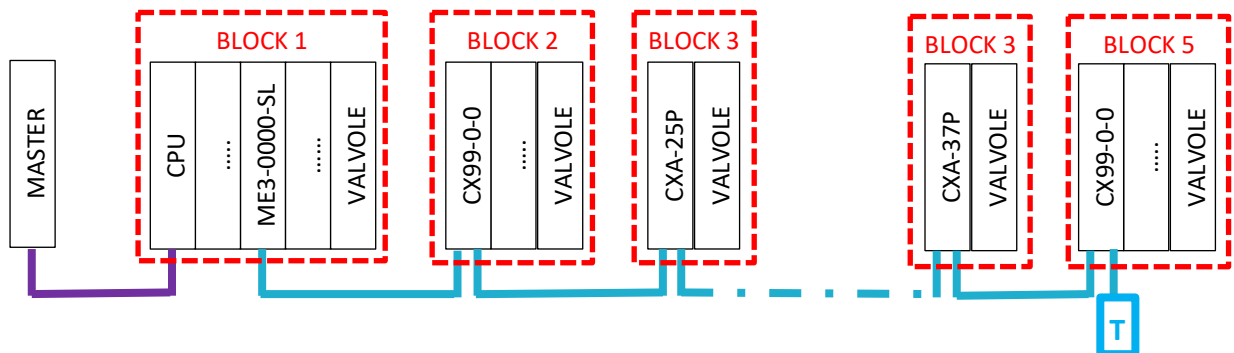 BLOCK 1
BLOCK 2
BLOCK 3
BLOCK 3
BLOCK 5
MASTER
CPU
.....
ME3-0000-SL
......
VALVOLE
CX99-0-0
.....
VALVOLE
CXA-25P
VALVOLE
CXA-37P
VALVOLE
CX99-0-0
.....
VALVOLE
T